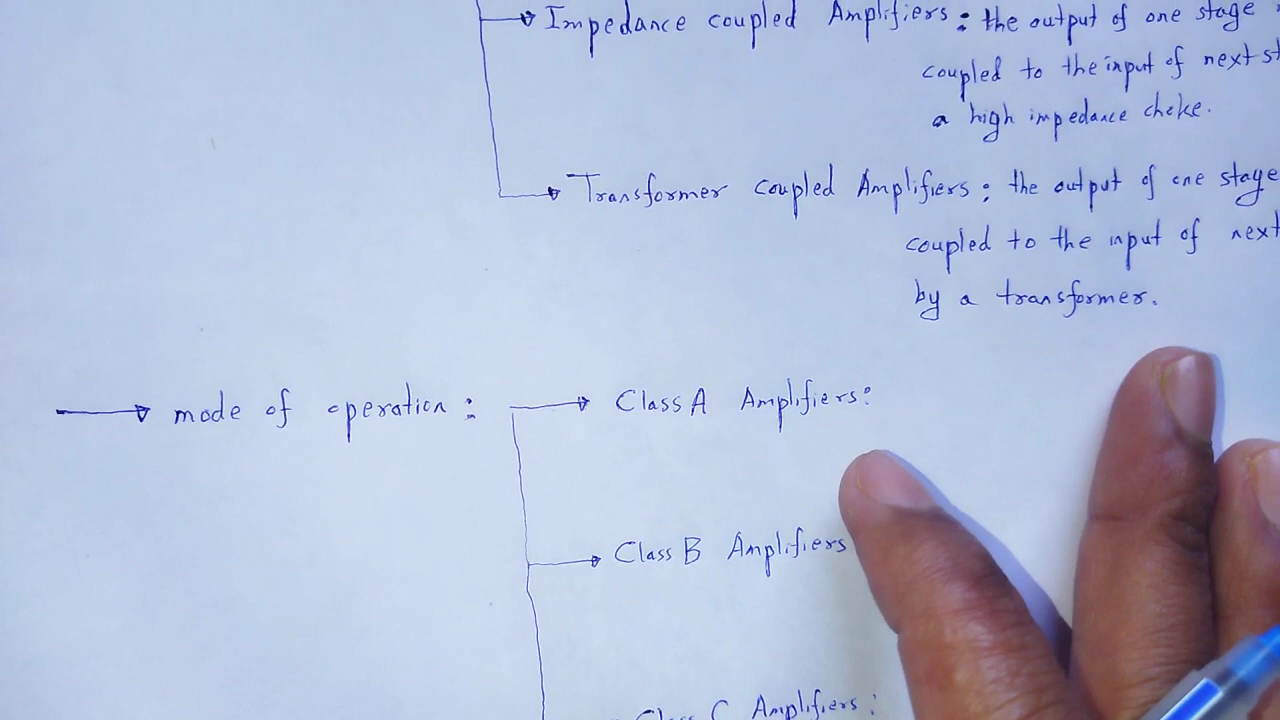 Impedance coupled Amplifiers: the output of one stage
coupled to the input of next st
a high impedance choke.
Transformer coupled Amplifiers: the output of one stage
coupled to the input of next
by a transformer.
mode of operation: Class A Amplifiers:
Class B Amplifiers
Class C Amplifiers: